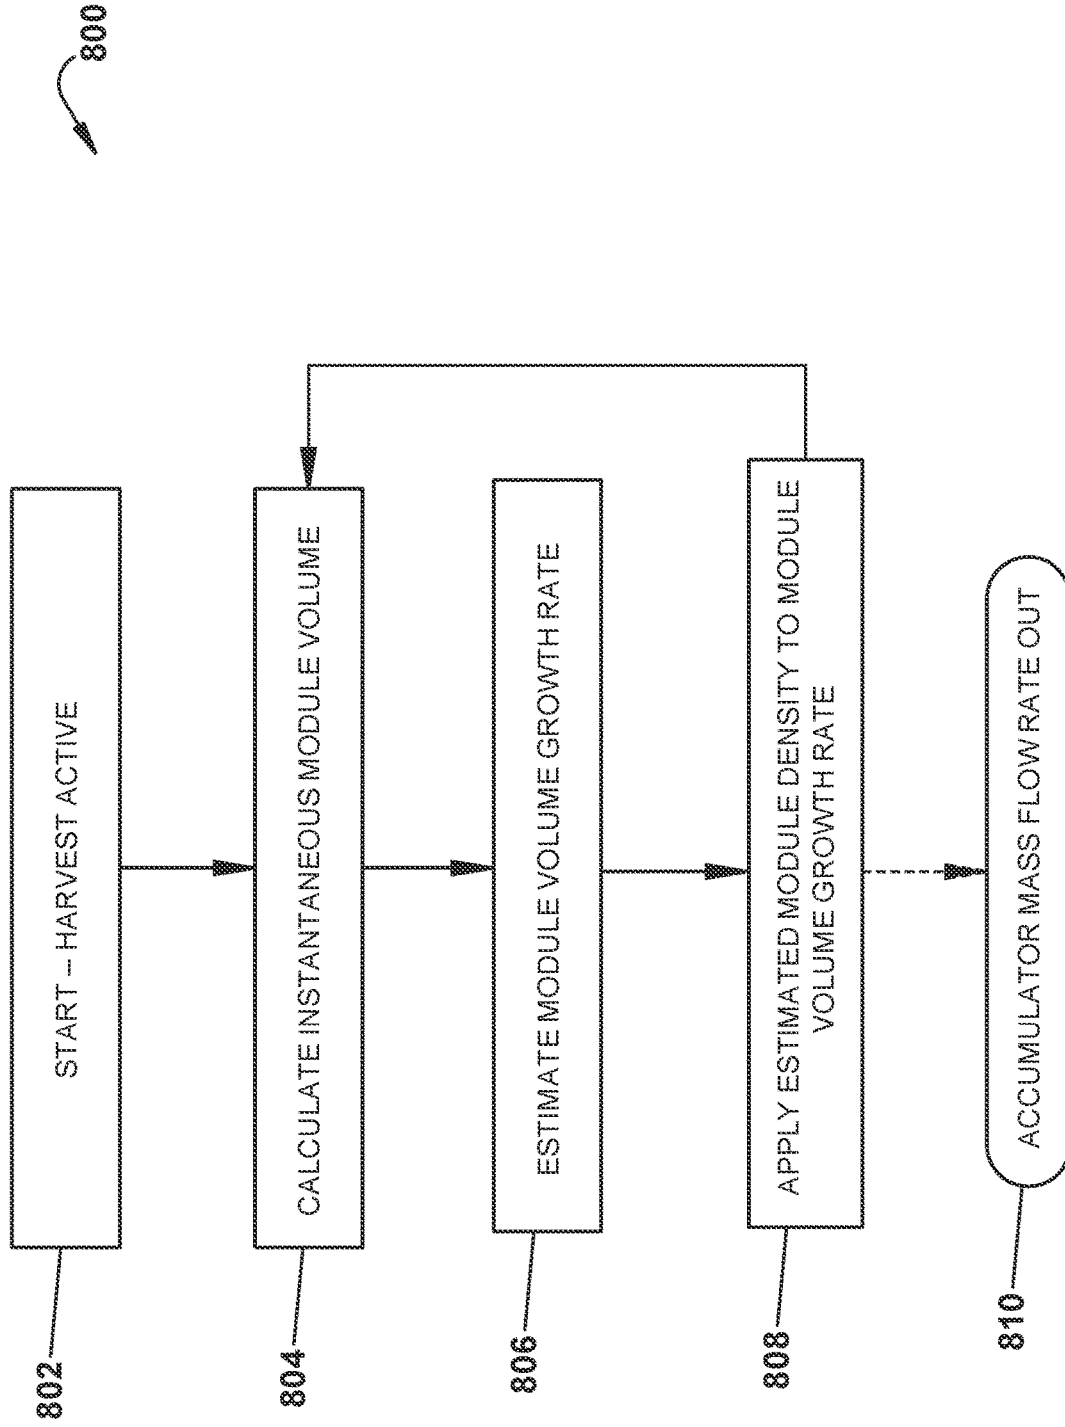 800
802
START – HARVEST ACTIVE
804
CALCULATE INSTANTANEOUS MODULE VOLUME
806
ESTIMATE MODULE VOLUME GROWTH RATE
808
APPLY ESTIMATED MODULE DENSITY TO MODULE
VOLUME GROWTH RATE
810
ACCUMULATOR MASS FLOW RATE OUT